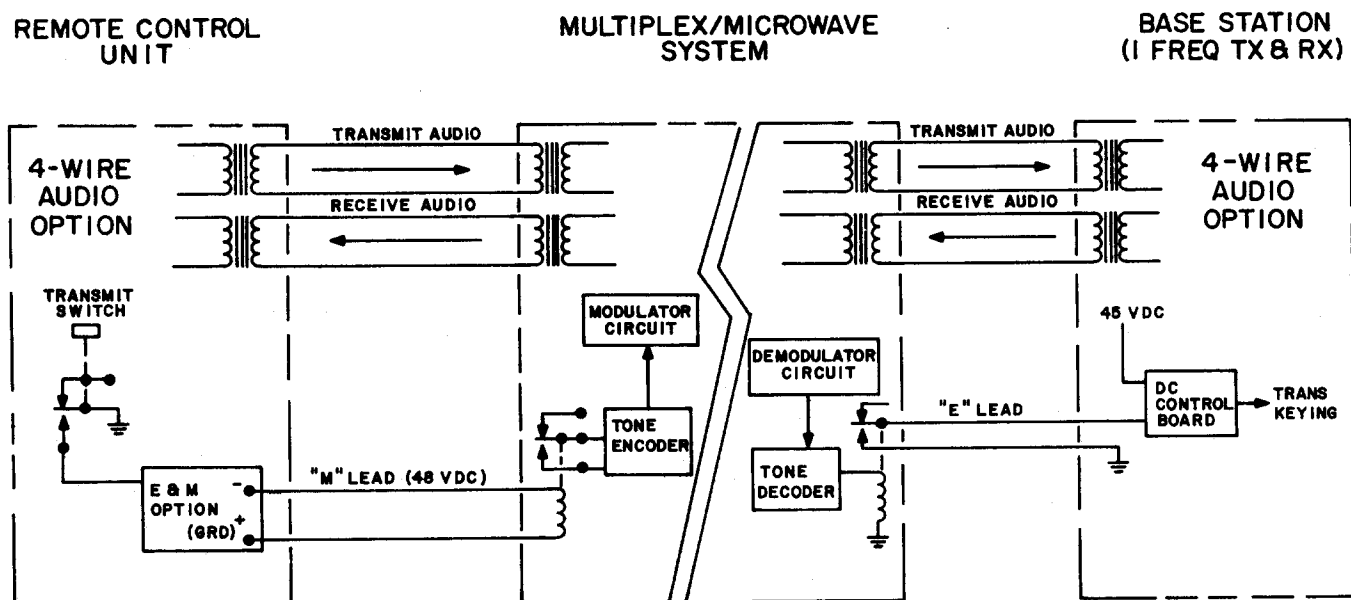 REMOTE CONTROL
UNIT
MULTIPLEX/MICROWAVE
SYSTEM
BASE STATION
(1 FREQ TX & RX)
4-WIRE
AUDIO
OPTION
TRANSMIT AUDIO
RECEIVE AUDIO
TRANSMIT AUDIO
RECEIVE AUDIO
4-WIRE
AUDIO
OPTION
TRANSMIT
SWITCH
MODULATOR
CIRCUIT
DEMODULATOR
CIRCUIT
45 VDC
TONE
ENCODER
"E" LEAD
DC
CONTROL
BOARD
TRANS
KEYING
TONE
DECODER
"M" LEAD (48 VDC)
E & M
OPTION
(GRD)
-
+